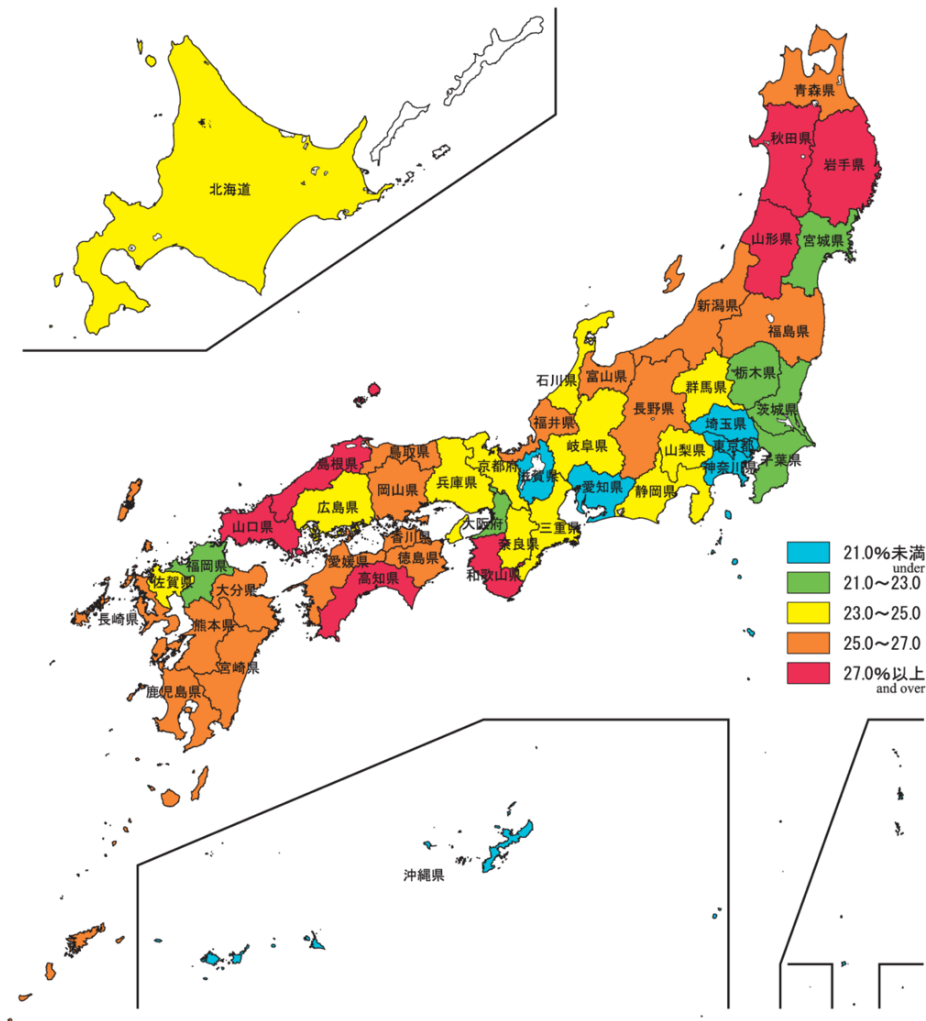 青森県
秋田県
岩手県
北海道
山形県
宮城県
新潟県
福島県
石川県
富山県
群馬県
栃木県
長野県
茨城県
福井県
埼玉県
岐阜県
東京都
山梨県
千葉県
神奈川県
鳥取県
島根県
京都府
滋賀県
兵庫県
愛知県
静岡県
岡山県
広島県
山口県
大阪府
三重県
奈良県
香川県
徳島県
愛媛県
高知県
和歌山県
福岡県
佐賀県
大分県
長崎県
熊本県
宮崎県
鹿児島県
21.0%未満
under
21.0~23.0
23.0~25.0
25.0~27.0
27.0%以上
and over
沖縄県